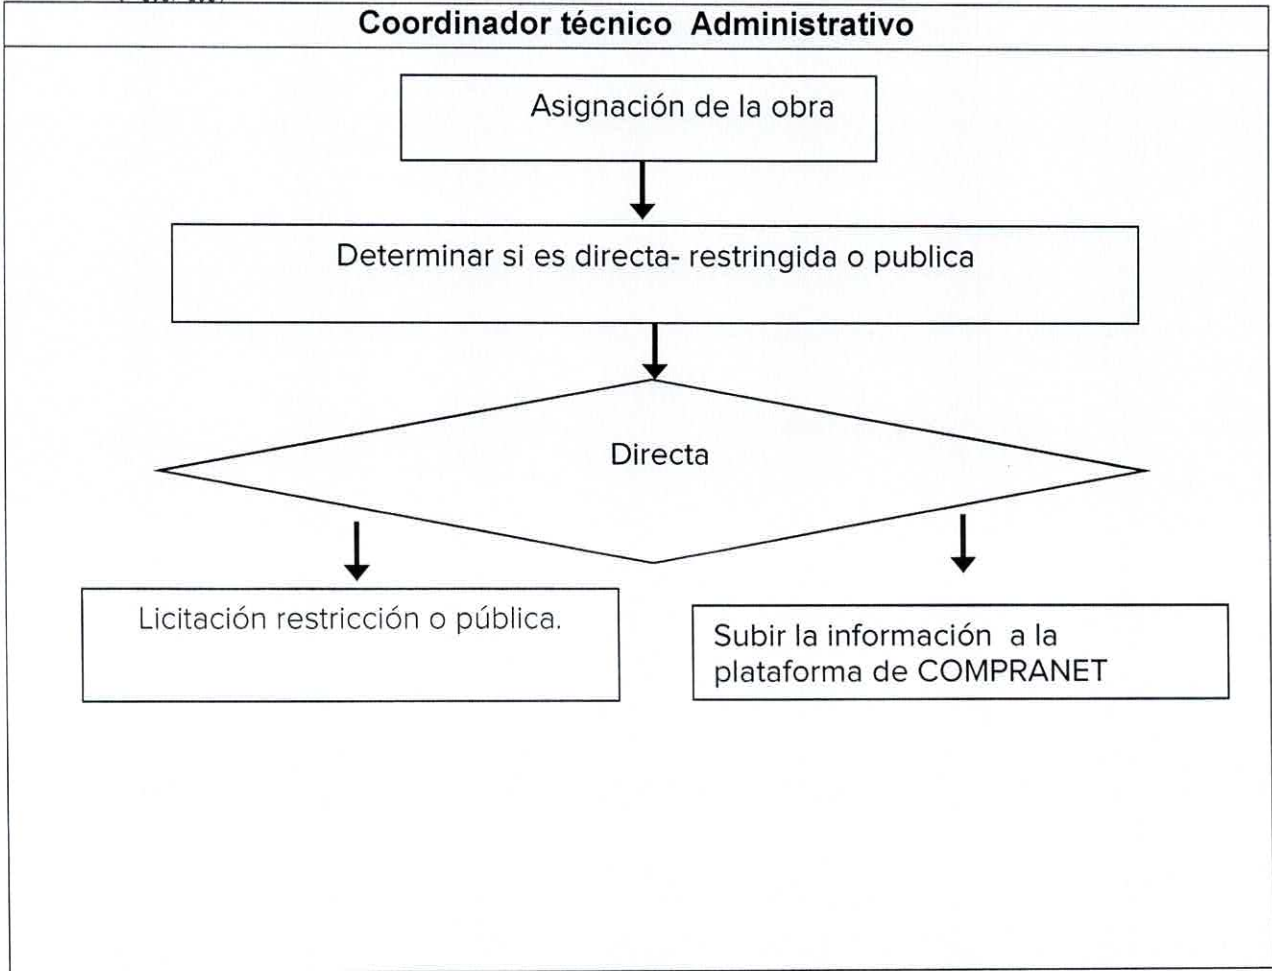 Coordinador técnico  Administrativo
Asignación de la obra
Determinar si es directa- restringida o publica
Directa
Licitación restricción o pública.
Subir la información  a la
plataforma de COMPRANET